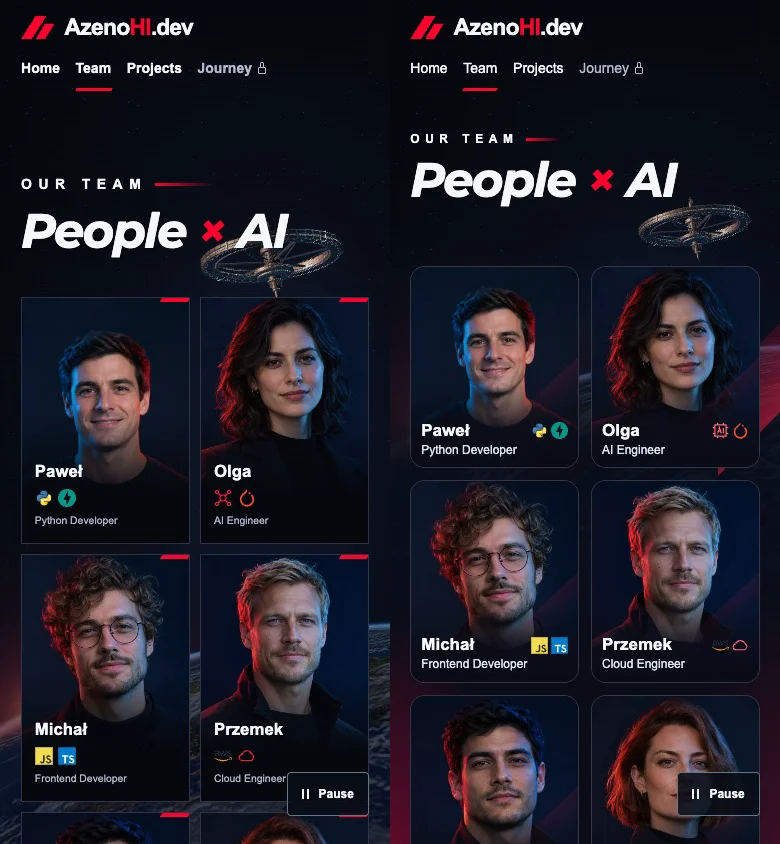 AzenoHI.dev
Home Team Projects Journey
OUR TEAM
People × AI
Paweł
Python Developer
Olga
AI Engineer
Michał
JS TS
Frontend Developer
Przemek
aws
Cloud Engineer
Pause
AzenoHI.dev
Home Team Projects Journey
OUR TEAM
People × AI
Paweł
Python Developer
Olga
AI
AI Engineer
Michał
JS TS
Frontend Developer
Przemek
aws
Cloud Engineer
Pause